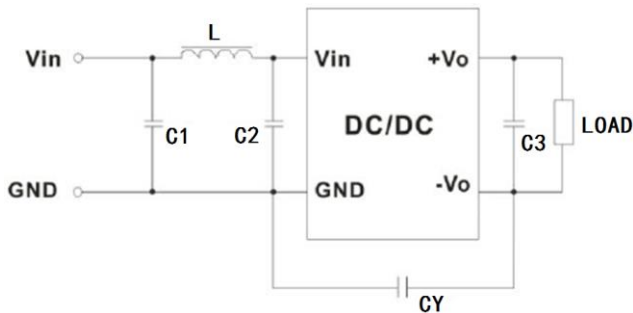 L
Vin
Vin
+Vo
C1
C2
DC/DC
C3
LOAD
GND
GND
-Vo
CY